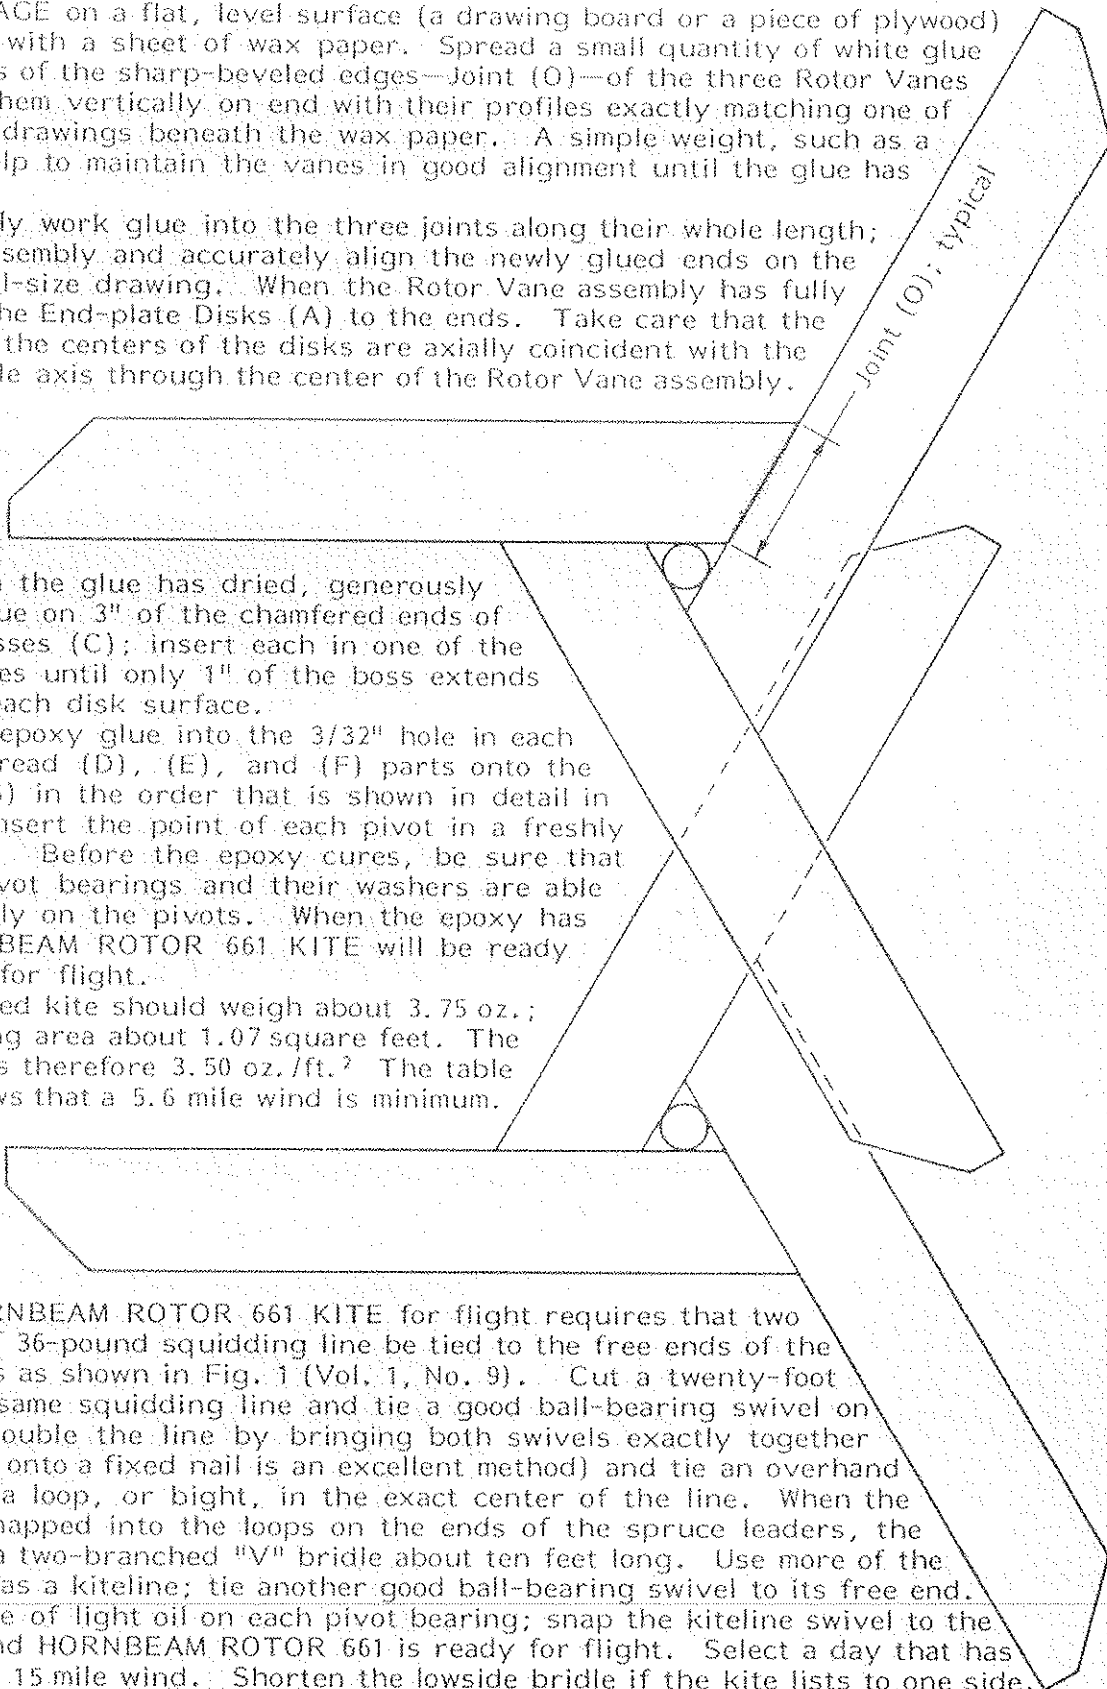 AGE on a flat, level surface (a drawing board or a piece of plywood)
with a sheet of wax paper. Spread a small quantity of white glue
s of the sharp-beveled edges—Joint (O)—of the three Rotor Vanes
hem vertically on end with their profiles exactly matching one of
drawings beneath the wax paper. A simple weight, such as a
lp to maintain the vanes in good alignment until the glue has
ly work glue into the three joints along their whole length;
sembly and accurately align the newly glued ends on the
l-size drawing. When the Rotor Vane assembly has fully
he End-plate Disks (A) to the ends. Take care that the
the centers of the disks are axially coincident with the
le axis through the center of the Rotor Vane assembly.
Joint (O); typical
the glue has dried, generously
ue on 3" of the chamfered ends of
sses (C); insert each in one of the
es until only 1" of the boss extends
each disk surface.
epoxy glue into the 3/32" hole in each
read (D), (E), and (F) parts onto the
) in the order that is shown in detail in
nsert the point of each pivot in a freshly
Before the epoxy cures, be sure that
vot bearings and their washers are able
ly on the pivots. When the epoxy has
BEAM ROTOR 661 KITE will be ready
for flight.
ed kite should weigh about 3.75 oz.;
ng area about 1.07 square feet. The
s therefore 3.50 oz./ft.² The table
ws that a 5.6 mile wind is minimum.
RNBEAM ROTOR 661 KITE for flight requires that two
36-pound squidding line be tied to the free ends of the
s as shown in Fig. 1 (Vol. 1, No. 9). Cut a twenty-foot
same squidding line and tie a good ball-bearing swivel on
ouble the line by bringing both swivels exactly together
onto a fixed nail is an excellent method) and tie an overhand
a loop, or bight, in the exact center of the line. When the
napped into the loops on the ends of the spruce leaders, the
a two-branched "V" bridle about ten feet long. Use more of the
as a kiteline; tie another good ball-bearing swivel to its free end.
e of light oil on each pivot bearing; snap the kiteline swivel to the
nd HORNBEAM ROTOR 661 is ready for flight. Select a day that has
15 mile wind. Shorten the lowside bridle if the kite lists to one side.